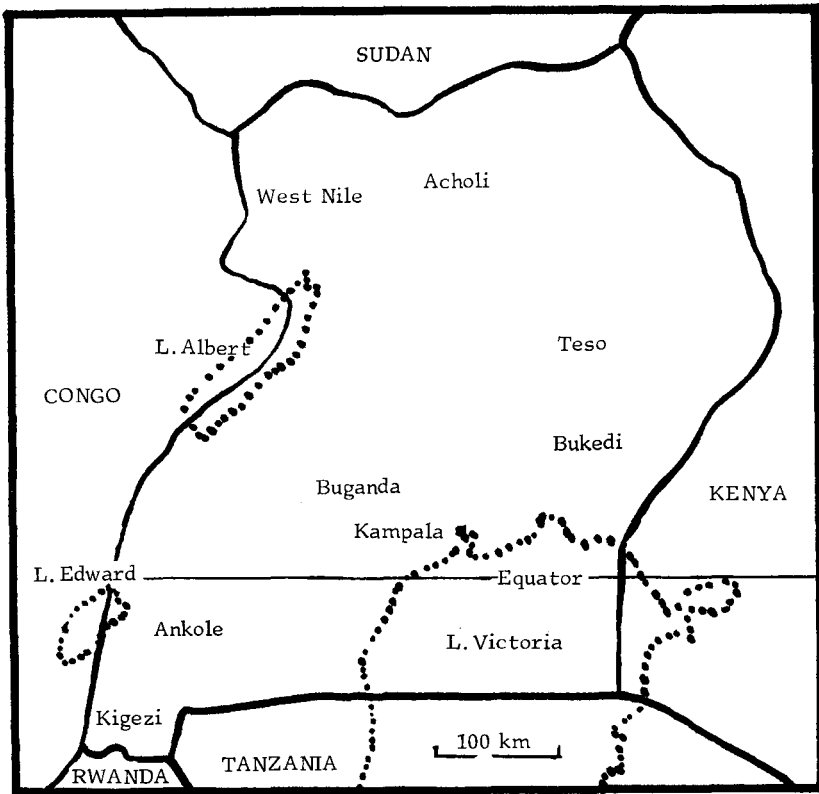 SUDAN
Acholi
West Nile
L. Albert
Teso
CONGO
Bukedi
Buganda
KENYA
Kampala
L. Edward
Equator
Ankole
L. Victoria
Kigezi
100 km
TANZANIA
RWANDA